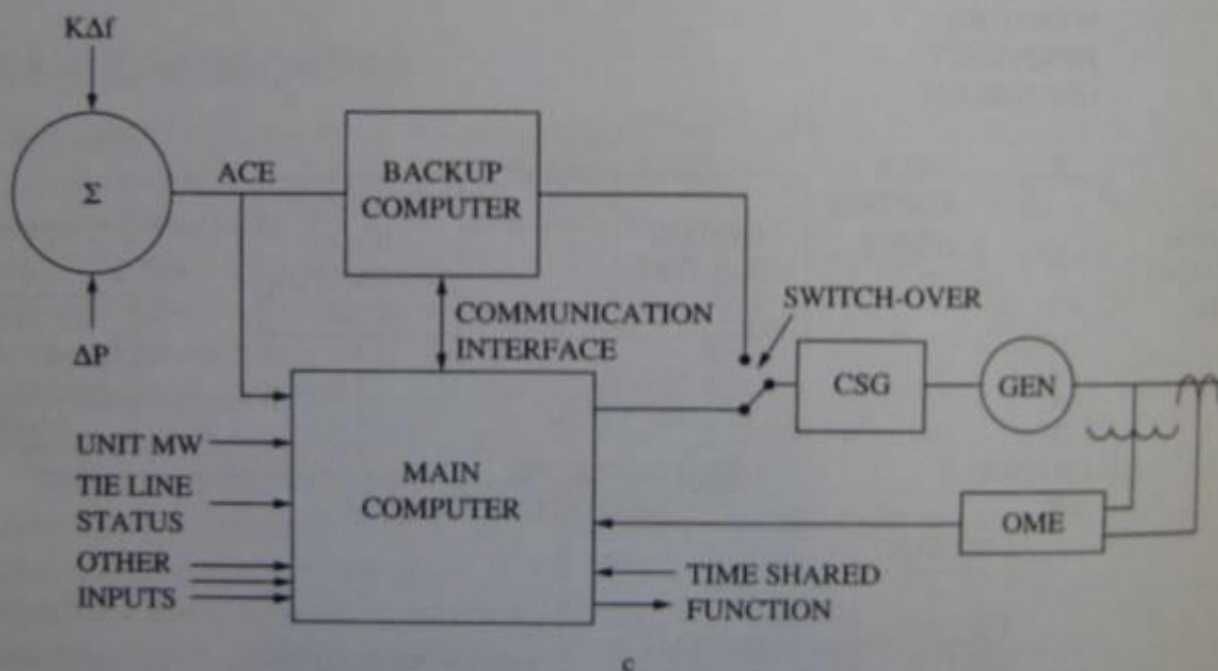 KΔf
Σ
ACE
BACKUP
COMPUTER
ΔP
COMMUNICATION
INTERFACE
SWITCH-OVER
CSG
GEN
UNIT MW
TIE LINE
STATUS
OTHER
INPUTS
MAIN
COMPUTER
OME
TIME SHARED
FUNCTION
c